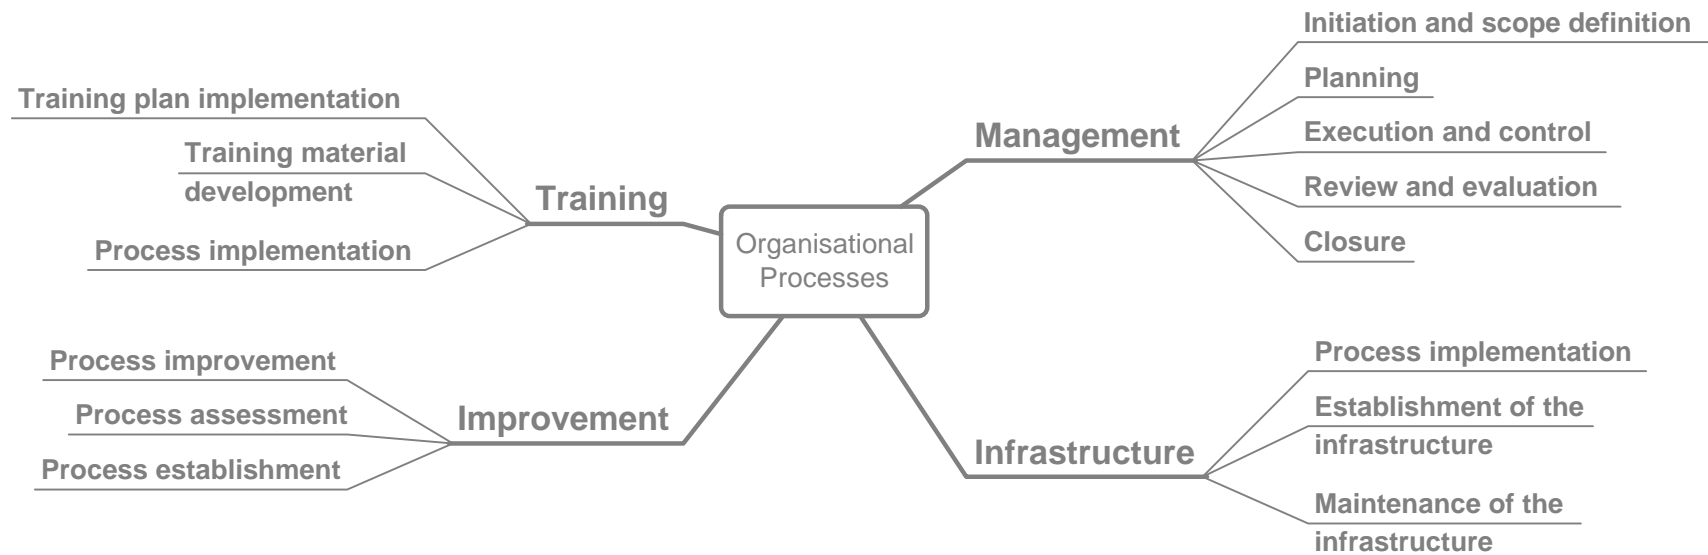 Organisational
Processes
Management
Initiation and scope definition
Planning
Execution and control
Review and evaluation
Closure
Infrastructure
Process implementation
Establishment of the
infrastructure
Maintenance of the
infrastructure
Training
Training plan implementation
Training material
development
Process implementation
Improvement
Process improvement
Process assessment
Process establishment